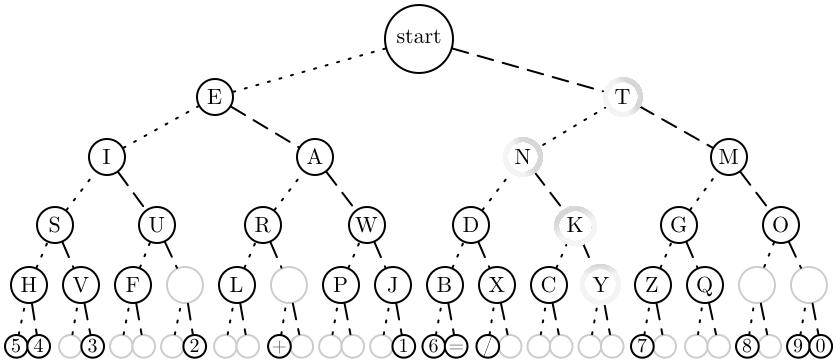 start
E T
I A N M
S U R W D K G O
H V F L P J B X C Y Z Q
5 4 3 2 + 1 6 = / 7 8 9 0